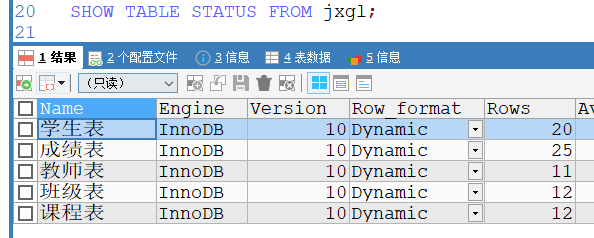 20 SHOW TABLE STATUS FROM jxgl;
21
1 结果 2 个配置文件 3 信息 4 表数据 5 信息
(只读)
Name Engine Version Row_format Rows Av
学生表 InnoDB 10 Dynamic 20
成绩表 InnoDB 10 Dynamic 25
教师表 InnoDB 10 Dynamic 11
班级表 InnoDB 10 Dynamic 12
课程表 InnoDB 10 Dynamic 12